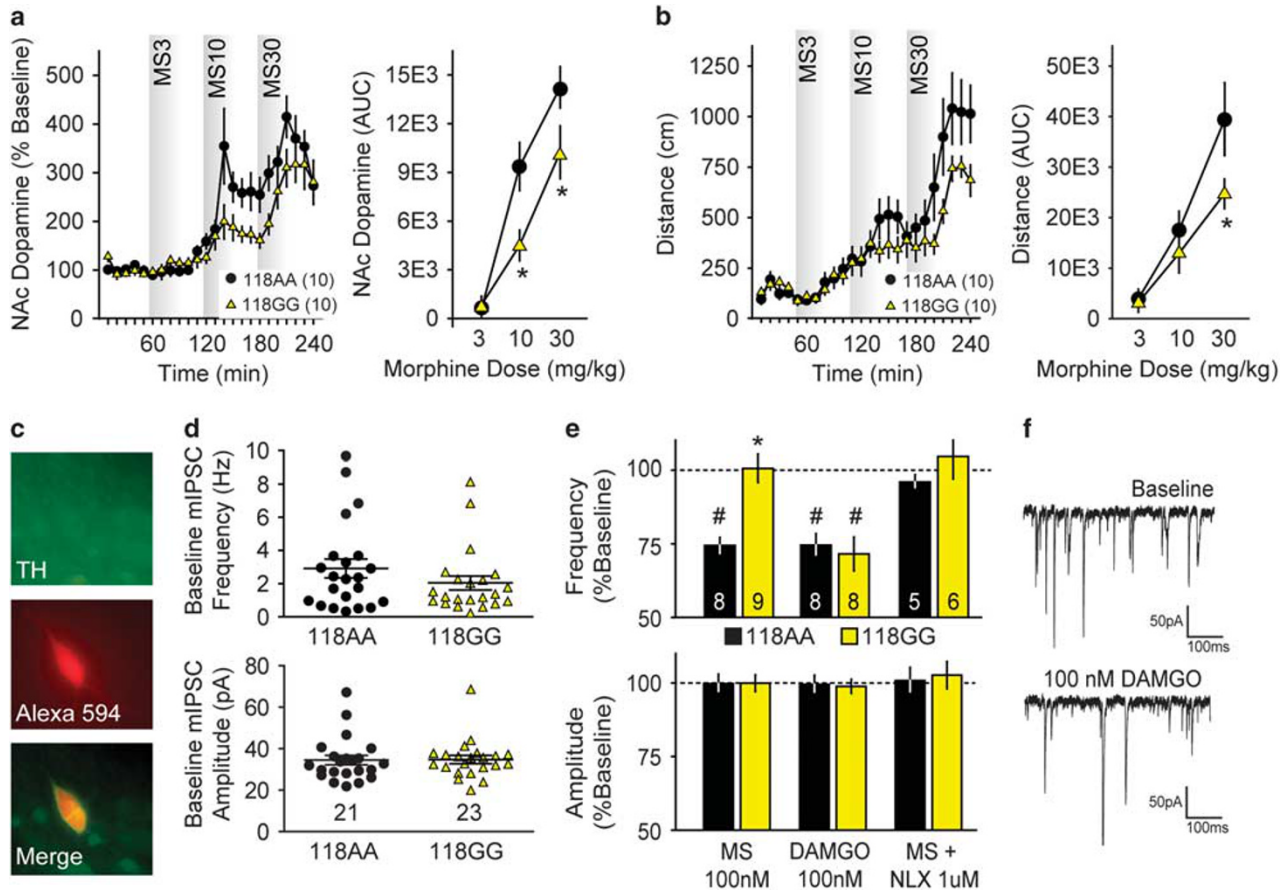 a
NAc Dopamine (% Baseline)
500
400
300
200
100
0
MS3
MS10
MS30
118AA (10)
118GG (10)
60 120 180 240
Time (min)
NAc Dopamine (AUC)
15E3
12E3
9E3
6E3
3E3
0
*
*
3 10 30
Morphine Dose (mg/kg)
b
Distance (cm)
1250
1000
750
500
250
0
MS3
MS10
MS30
118AA (10)
118GG (10)
60 120 180 240
Time (min)
Distance (AUC)
50E3
40E3
30E3
20E3
10E3
0
*
3 10 30
Morphine Dose (mg/kg)
c
TH
Alexa 594
Merge
d
Baseline mIPSC
Frequency (Hz)
10
8
6
4
2
0
118AA 118GG
Baseline mIPSC
Amplitude (pA)
80
60
40
20
0
21 23
118AA 118GG
e
Frequency
(%Baseline)
100
75
50
# * # #
8 9 8 8 5 6
118AA 118GG
Amplitude
(%Baseline)
100
75
50
MS
100nM
DAMGO
100nM
MS +
NLX 1uM
f
Baseline
50pA
100ms
100 nM DAMGO
50pA
100ms